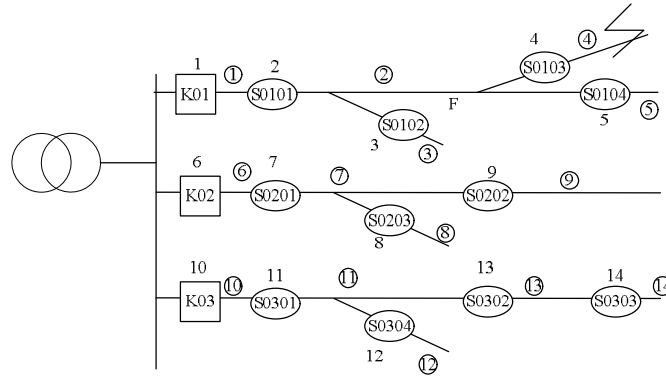 4
④
1
2
S0103
①
②
K01
S0101
F
S0104
S0102
5
⑤
3
③
6
⑥
7
⑦
9
⑨
K02
S0201
S0202
S0203
⑧
8
10
⑩
11
⑪
13
⑬
14
⑭
K03
S0301
S0302
S0303
S0304
12
⑫